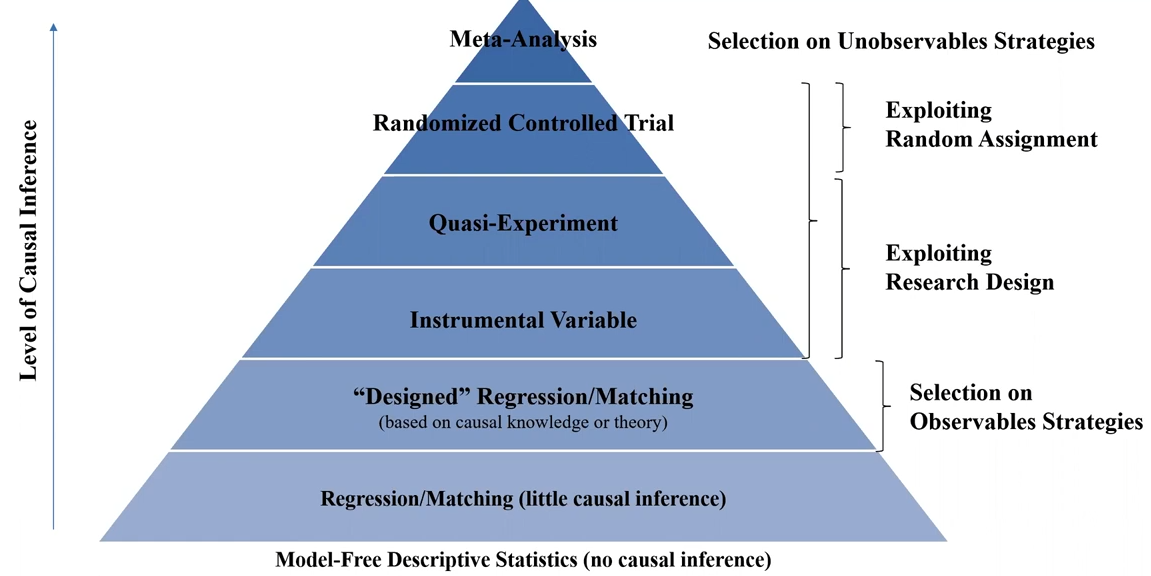 Meta-Analysis
Selection on Unobservables Strategies
Randomized Controlled Trial
Exploiting
Random Assignment
Quasi-Experiment
Exploiting
Research Design
Instrumental Variable
“Designed” Regression/Matching
(based on causal knowledge or theory)
Selection on
Observables Strategies
Regression/Matching (little causal inference)
Model-Free Descriptive Statistics (no causal inference)
Level of Causal Inference